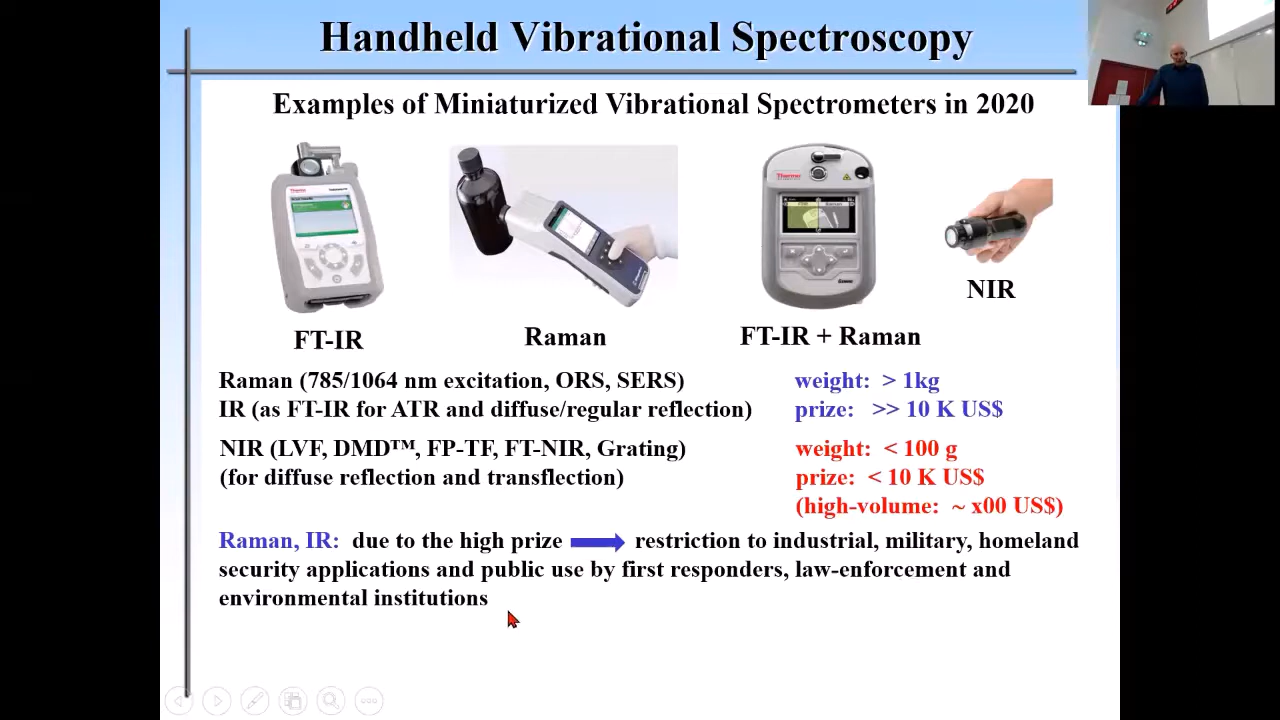 Handheld Vibrational Spectroscopy
Examples of Miniaturized Vibrational Spectrometers in 2020
Thermo
Thermo
FTIR
Raman
NIR
FT-IR
Raman
FT-IR + Raman
Raman (785/1064 nm excitation, ORS, SERS)
weight: > 1kg
IR (as FT-IR for ATR and diffuse/regular reflection)
prize: >> 10 K US$
NIR (LVF, DMD™, FP-TF, FT-NIR, Grating)
weight: < 100 g
(for diffuse reflection and transflection)
prize: < 10 K US$
(high-volume: ~ x00 US$)
Raman, IR: due to the high prize restriction to industrial, military, homeland
security applications and public use by first responders, law-enforcement and
environmental institutions